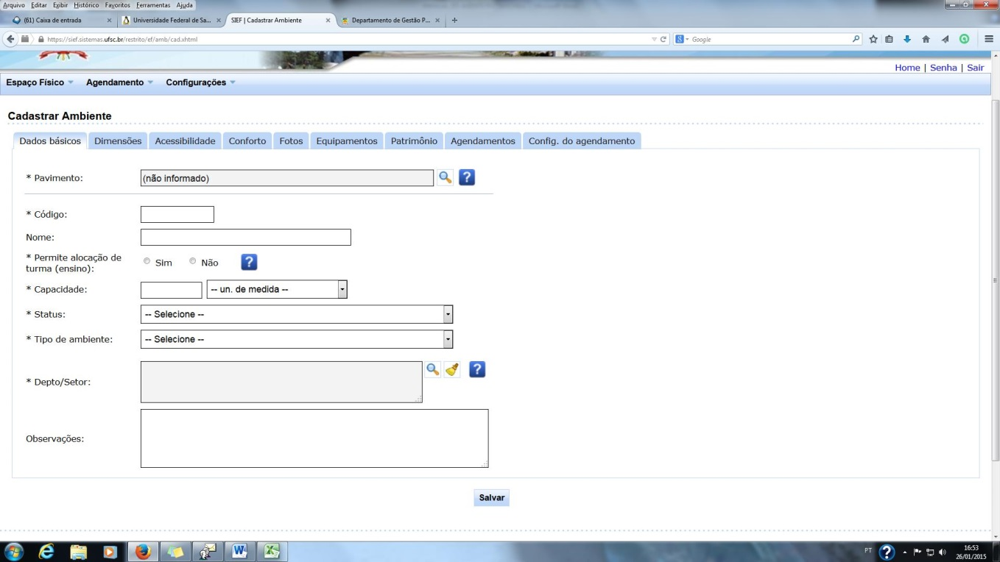 Arquivo Editar Exibir Histórico Favoritos Ferramentas Ajuda
(61) Caixa de entrada × Universidade Federal de Sa... × SIEF | Cadastrar Ambiente × Departamento de Gestão P... × +
https://sief.sistemas.ufsc.br/restrito/ef/amb/cad.xhtml Google
Home | Senha | Sair
Espaço Físico Agendamento Configurações
Cadastrar Ambiente
Dados básicos Dimensões Acessibilidade Conforto Fotos Equipamentos Patrimônio Agendamentos Config. do agendamento
* Pavimento: (não informado) ?
* Código:
Nome:
* Permite alocação de
turma (ensino): Sim Não ?
* Capacidade: -- un. de medida --
* Status: -- Selecione --
* Tipo de ambiente: -- Selecione --
* Depto/Setor: ?
Observações:
Salvar
PT ? 16:53
26/01/2015